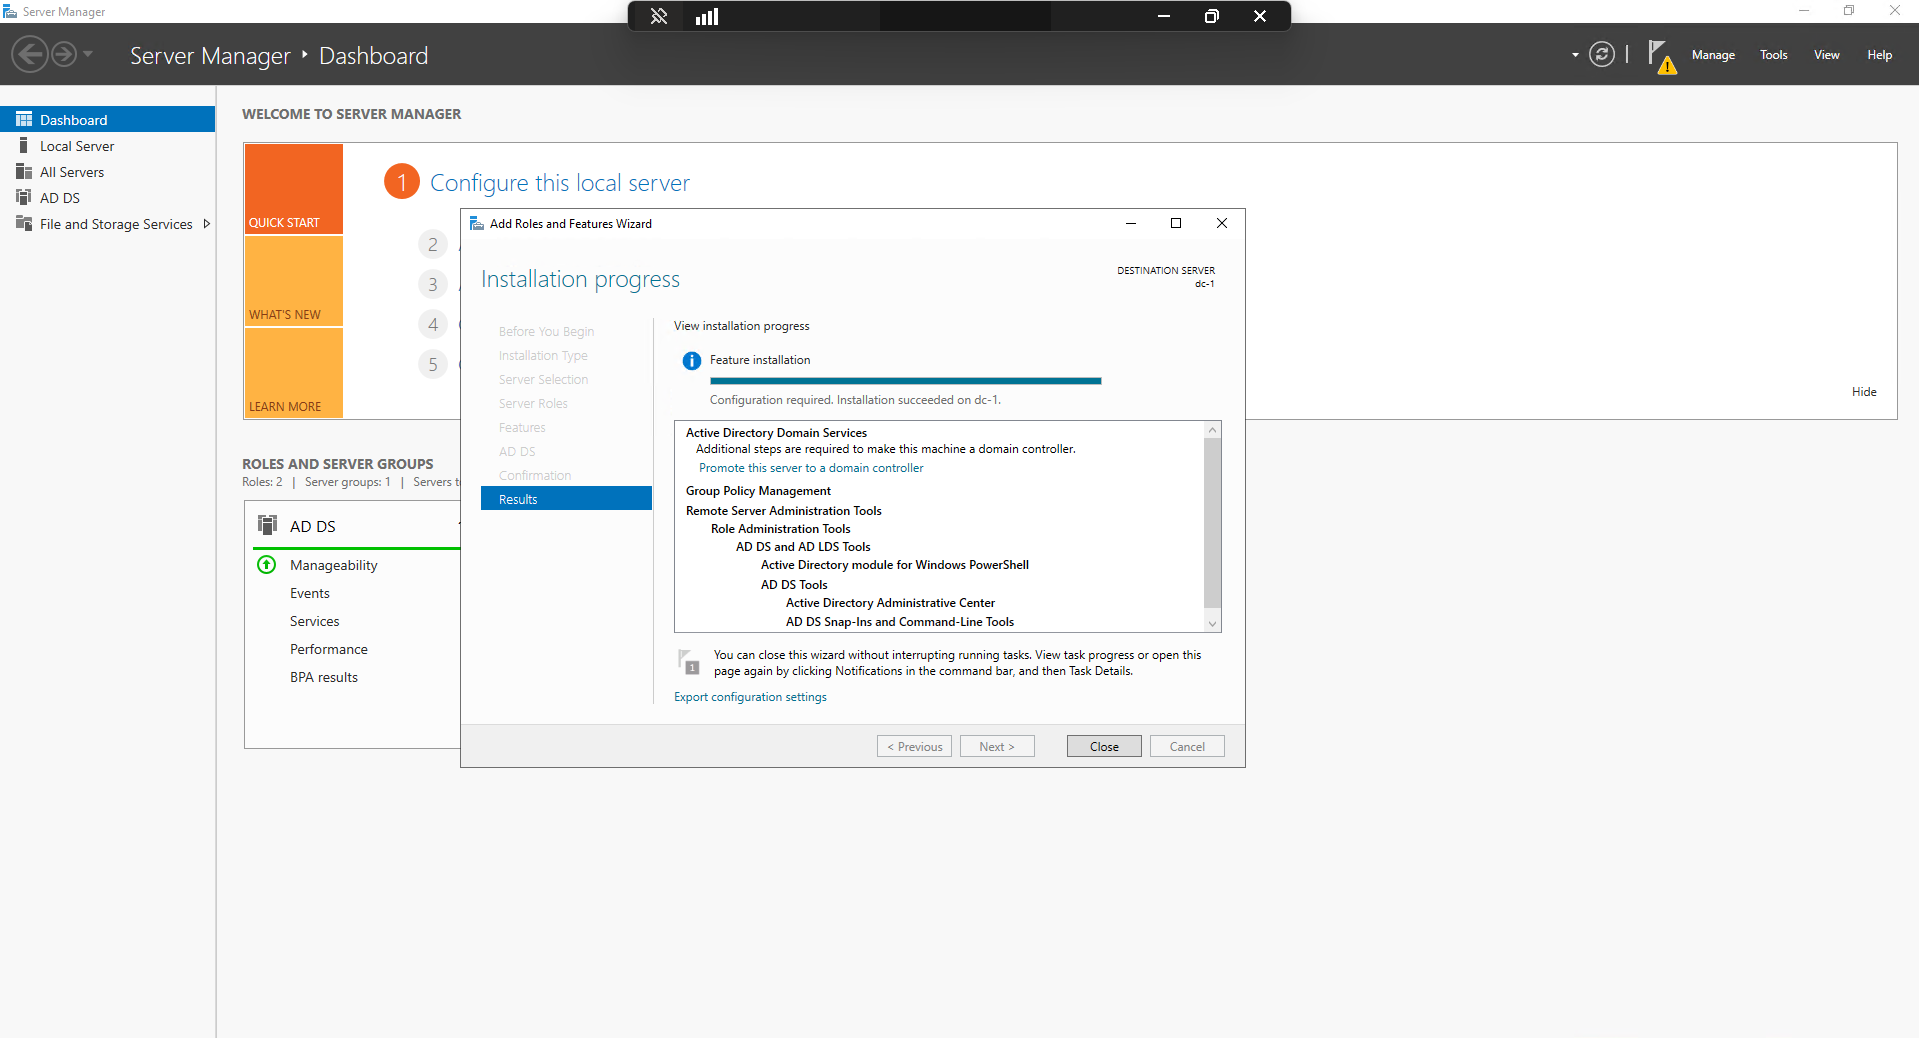 Server Manager
Server Manager ‣ Dashboard
Manage
Tools
View
Help
Dashboard
Local Server
All Servers
AD DS
File and Storage Services
WELCOME TO SERVER MANAGER
QUICK START
WHAT'S NEW
LEARN MORE
1 Configure this local server
2
3
4
5
Hide
ROLES AND SERVER GROUPS
Roles: 2 | Server groups: 1 | Servers
AD DS
Manageability
Events
Services
Performance
BPA results
Add Roles and Features Wizard
Installation progress
DESTINATION SERVER
dc-1
Before You Begin
Installation Type
Server Selection
Server Roles
Features
AD DS
Confirmation
Results
View installation progress
Feature installation
Configuration required. Installation succeeded on dc-1.
Active Directory Domain Services
Additional steps are required to make this machine a domain controller.
Promote this server to a domain controller
Group Policy Management
Remote Server Administration Tools
Role Administration Tools
AD DS and AD LDS Tools
Active Directory module for Windows PowerShell
AD DS Tools
Active Directory Administrative Center
AD DS Snap-Ins and Command-Line Tools
1
You can close this wizard without interrupting running tasks. View task progress or open this
page again by clicking Notifications in the command bar, and then Task Details.
Export configuration settings
< Previous
Next >
Close
Cancel